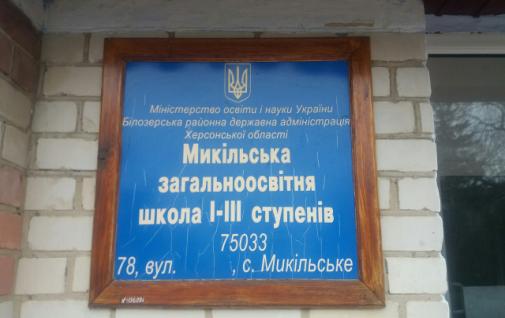 Міністерство освіти і науки України
Білозерська районна державна адміністрація
Херсонської області
Микільська
загальноосвітня
школа І-ІІІ ступенів
75033
78, вул. , с. Микільське